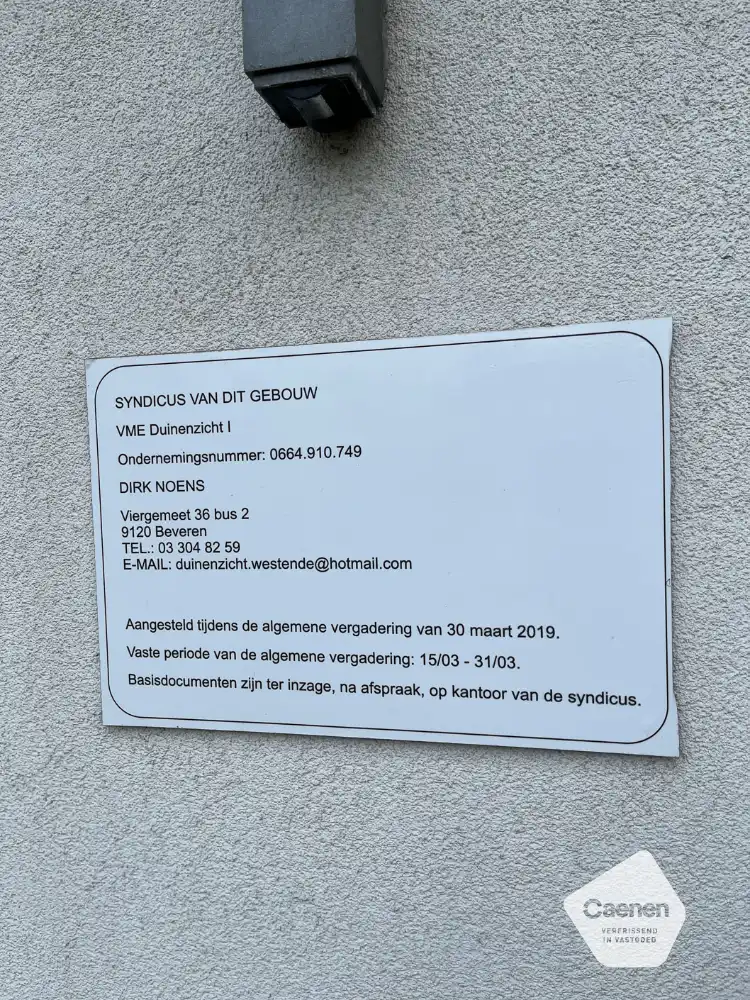 SYNDICUS VAN DIT GEBOUW
VME Duinenzicht I
Ondernemingsnummer: 0664.910.749
DIRK NOENS
Viergemeet 36 bus 2
9120 Beveren
TEL.: 03 304 82 59
E-MAIL: duinenzicht.westende@hotmail.com
Aangesteld tijdens de algemene vergadering van 30 maart 2019.
Vaste periode van de algemene vergadering: 15/03 - 31/03.
Basisdocumenten zijn ter inzage, na afspraak, op kantoor van de syndicus.
Caenen
VERFRISSEND
IN VASTGOED